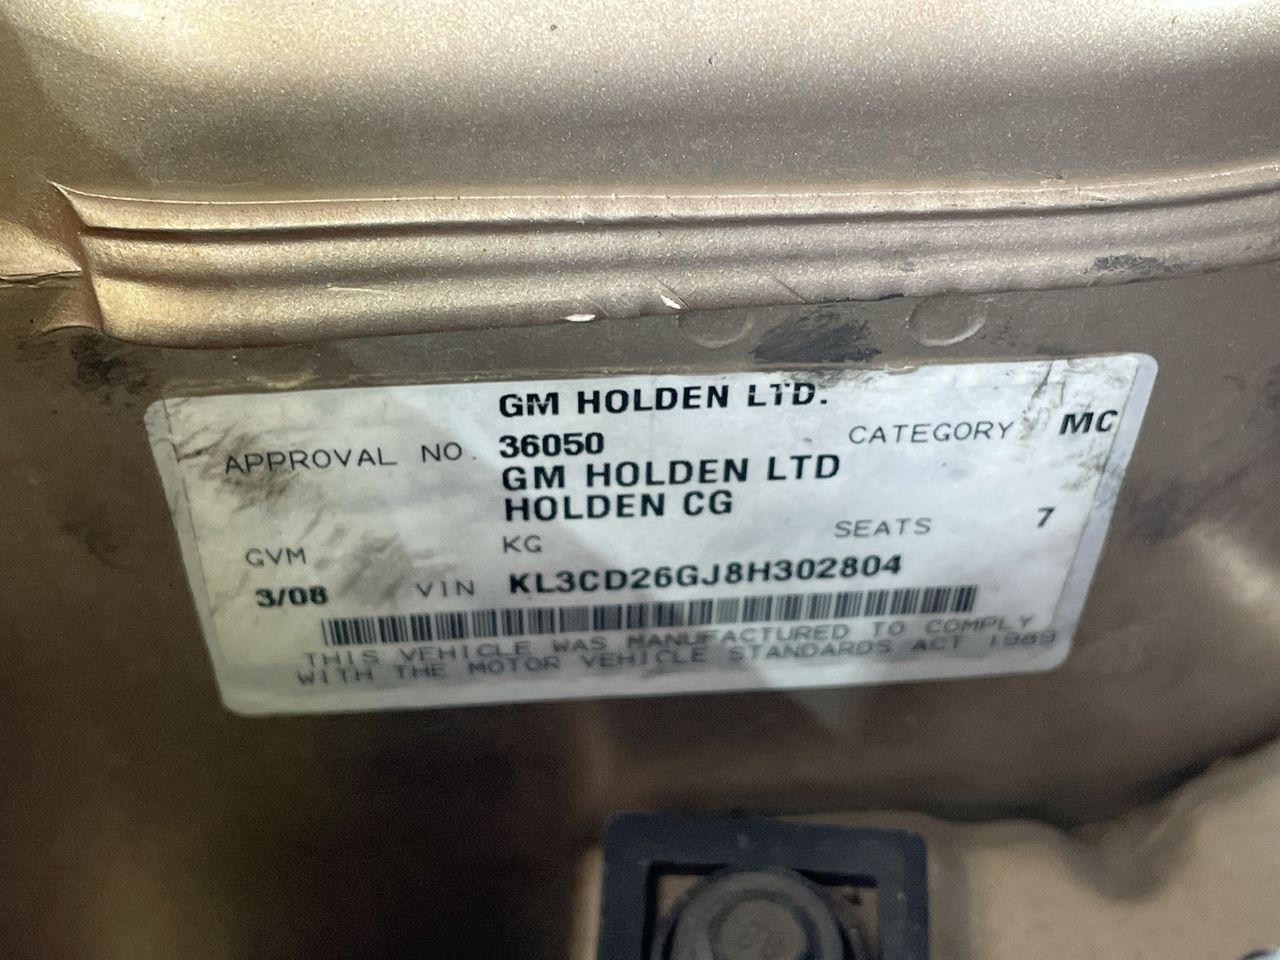 GM HOLDEN LTD.
APPROVAL NO. 36050 CATEGORY MC
GM HOLDEN LTD
HOLDEN CG
GVM KG SEATS 7
3/08 VIN KL3CD26GJ8H302804
THIS VEHICLE WAS MANUFACTURED TO COMPLY
WITH THE MOTOR VEHICLE STANDARDS ACT 1989